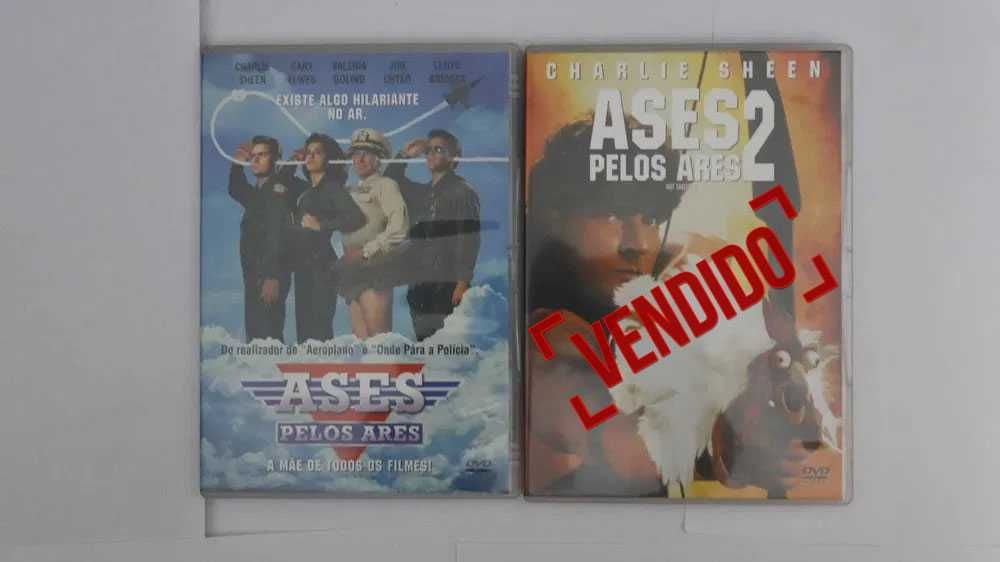 CHARLIE SHEEN
CARY ELWES
VALERIA GOLINO
JON CRYER
LLOYD BRIDGES
EXISTE ALGO HILARIANTE
NO AR.
Do realizador de "Aeroplano" e "Onde Pára a Polícia".
ASES
PELOS ARES
A MÃE DE TODOS OS FILMES!
DVD
CHARLIE SHEEN
ASES
PELOS ARES 2
VENDIDO
DVD